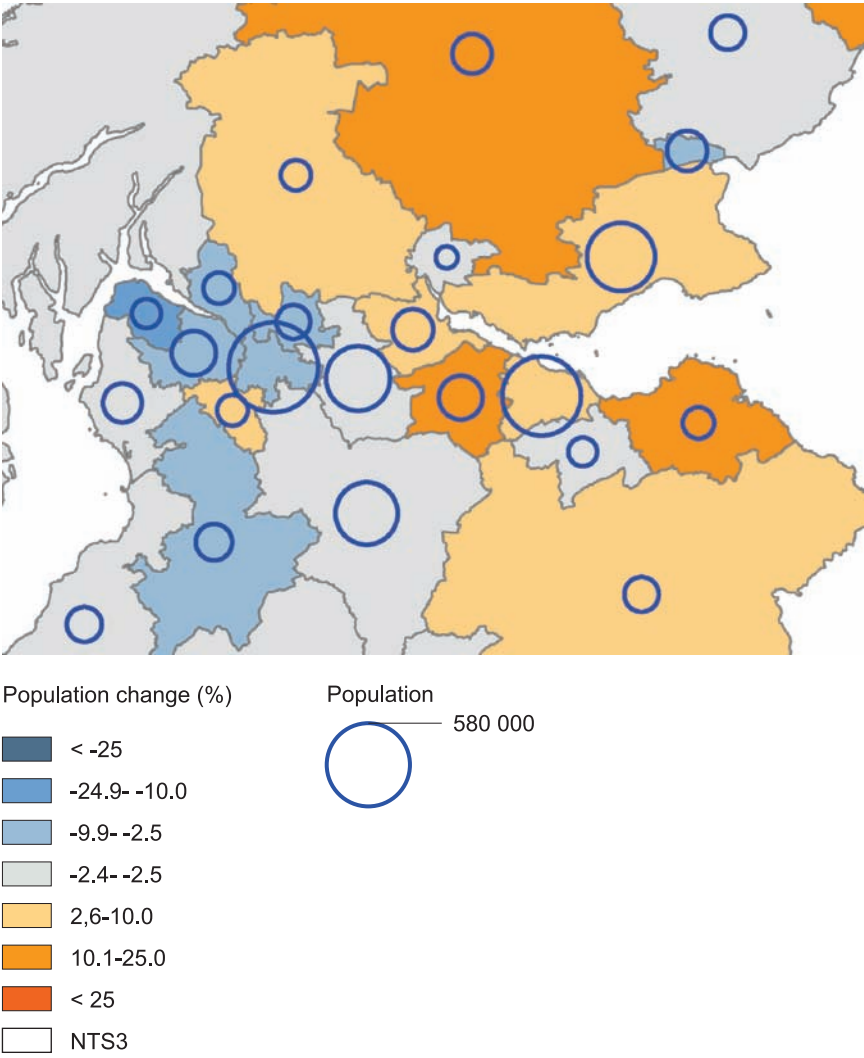 Population change (%)
< -25
-24.9- -10.0
-9.9- -2.5
-2.4- -2.5
2,6-10.0
10.1-25.0
< 25
NTS3
Population
580 000